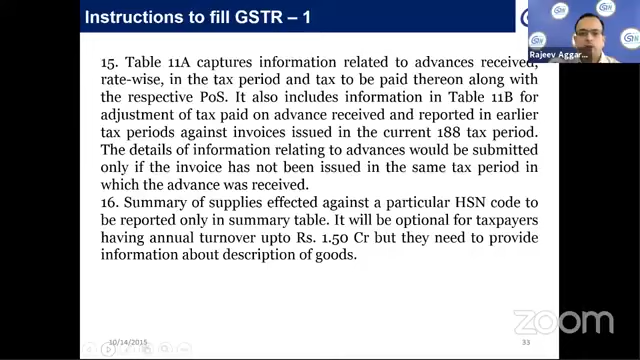 Instructions to fill GSTR – 1
15. Table 11A captures information related to advances received,
rate-wise, in the tax period and tax to be paid thereon along with
the respective PoS. It also includes information in Table 11B for
adjustment of tax paid on advance received and reported in earlier
tax periods against invoices issued in the current 188 tax period.
The details of information relating to advances would be submitted
only if the invoice has not been issued in the same tax period in
which the advance was received.
16. Summary of supplies effected against a particular HSN code to
be reported only in summary table. It will be optional for taxpayers
having annual turnover upto Rs. 1.50 Cr but they need to provide
information about description of goods.
Rajeev Aggar...
zoom
10/14/2015
33